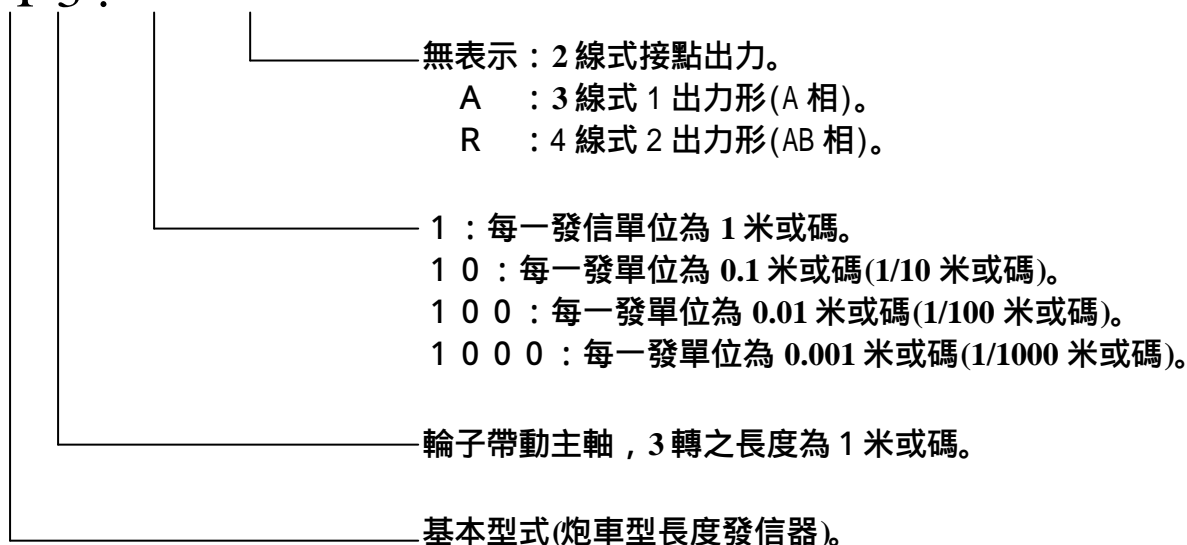 無表示：2 線式接點出力。
A ：3 線式 1 出力形(A 相)。
R ：4 線式 2 出力形(AB 相)。
1：每一發信單位為 1 米或碼。
10：每一發單位為 0.1 米或碼(1/10 米或碼)。
100：每一發單位為 0.01 米或碼(1/100 米或碼)。
1000：每一發單位為 0.001 米或碼(1/1000 米或碼)。
輪子帶動主軸，3 轉之長度為 1 米或碼。
基本型式(炮車型長度發信器)。